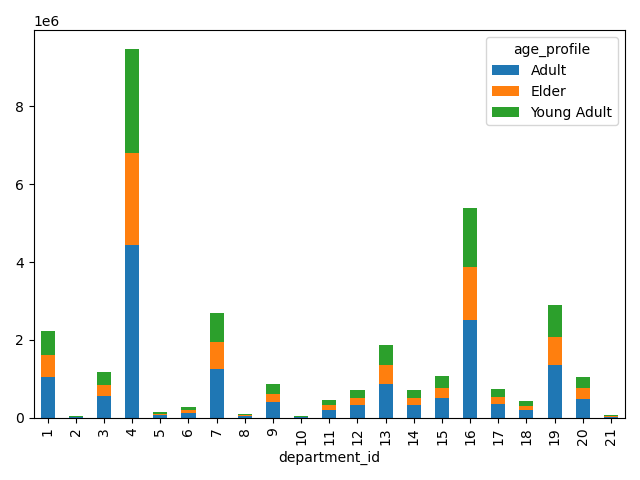 1e6
age_profile
Adult
Elder
Young Adult
8
6
4
2
0
1 2 3 4 5 6 7 8 9 10 11 12 13 14 15 16 17 18 19 20 21
department_id